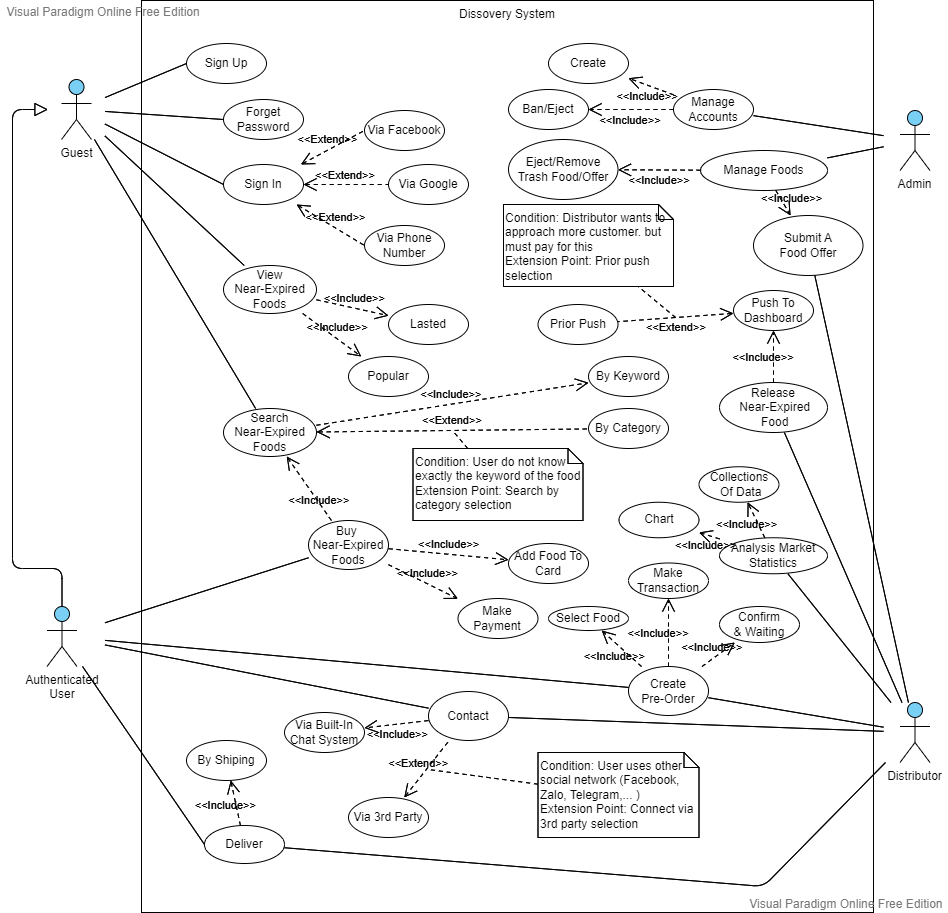 Visual Paradigm Online Free Edition
Dissovery System
Sign Up
Create
<<Include>>
Ban/Eject
<<Include>>
Manage
Accounts
Guest
Forget
Password
Via Facebook
<<Extend>>
Sign In
<<Extend>>
Via Google
<<Extend>>
Via Phone
Number
Eject/Remove
Trash Food/Offer
<<Include>>
Manage Foods
Admin
<<Include>>
Submit A
Food Offer
Condition: Distributor wants to
approach more customer. but
must pay for this
Extension Point: Prior push
selection
View
Near-Expired
Foods
<<Include>>
Lasted
<<Include>>
Popular
Prior Push
<<Extend>>
Push To
Dashboard
<<Include>>
Release
Near-Expired
Food
By Keyword
<<Include>>
Search
Near-Expired
Foods
<<Extend>>
By Category
Condition: User do not know
exactly the keyword of the food
Extension Point: Search by
category selection
<<Include>>
Collections
Of Data
Chart
<<Include>>
<<Include>>
Analysis Market
Statistics
Buy
Near-Expired
Foods
<<Include>>
Add Food To
Card
<<Include>>
Make
Payment
Make
Transaction
Select Food
Confirm
& Waiting
<<Include>>
<<Include>>
<<Include>>
Create
Pre-Order
Authenticated
User
Contact
Via Built-In
Chat System
<<Include>>
<<Extend>>
Via 3rd Party
Condition: User uses other
social network (Facebook,
Zalo, Telegram,... )
Extension Point: Connect via
3rd party selection
Distributor
By Shiping
<<Include>>
Deliver
Visual Paradigm Online Free Edition